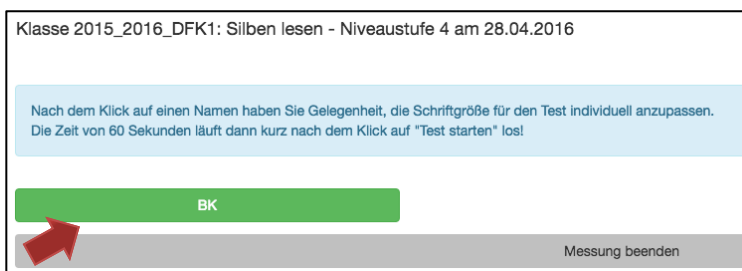 Klasse 2015_2016_DFK1: Silben lesen - Niveaustufe 4 am 28.04.2016
Nach dem Klick auf einen Namen haben Sie Gelegenheit, die Schriftgröße für den Test individuell anzupassen.
Die Zeit von 60 Sekunden läuft dann kurz nach dem Klick auf "Test starten" los!
BK
Messung beenden